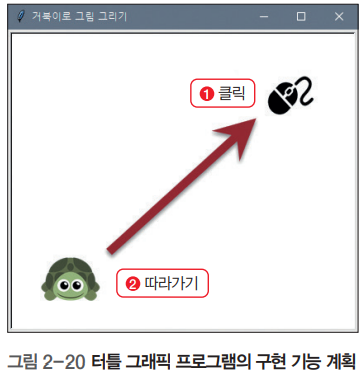 거북이로 그림 그리기
❶ 클릭
❷ 따라가기
그림 2-20 터틀 그래픽 프로그램의 구현 기능 계획